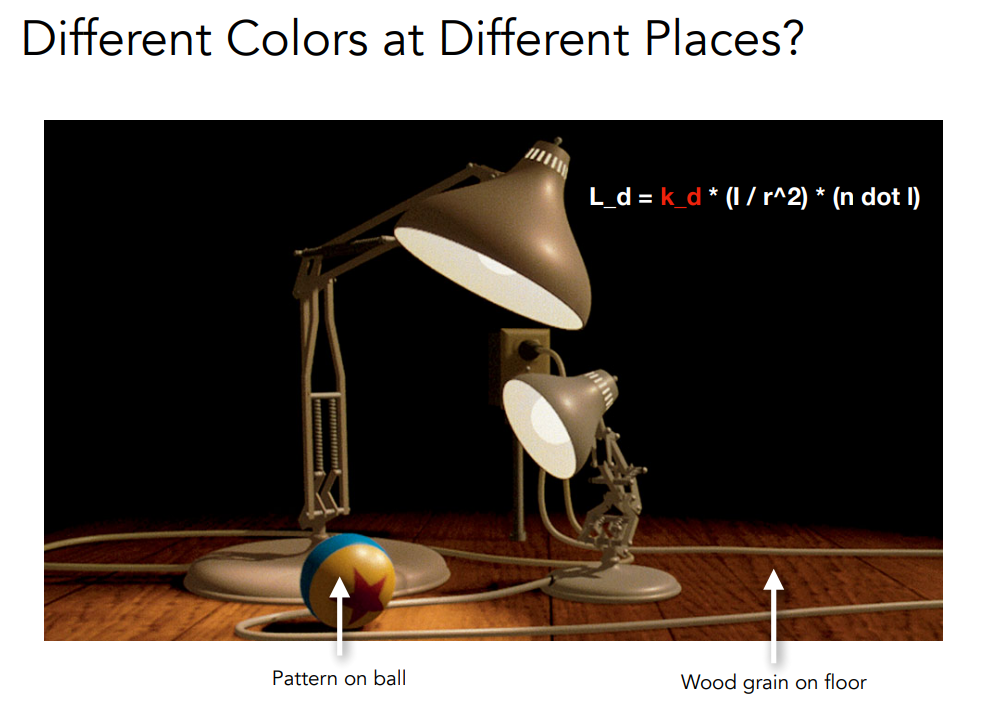 Different Colors at Different Places?
L_d = k_d * (I / r^2) * (n dot l)
Pattern on ball
Wood grain on floor